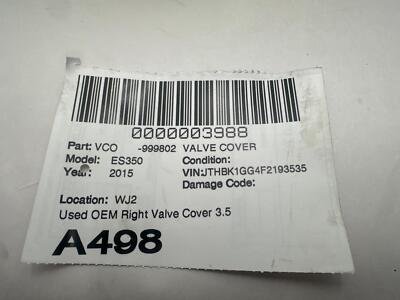 0000003988
Part: VCO -999802 VALVE COVER
Model: ES350 Condition:
Year: 2015 VIN:JTHBK1GG4F2193535
Damage Code:
Location: WJ2
Used OEM Right Valve Cover 3.5
A498